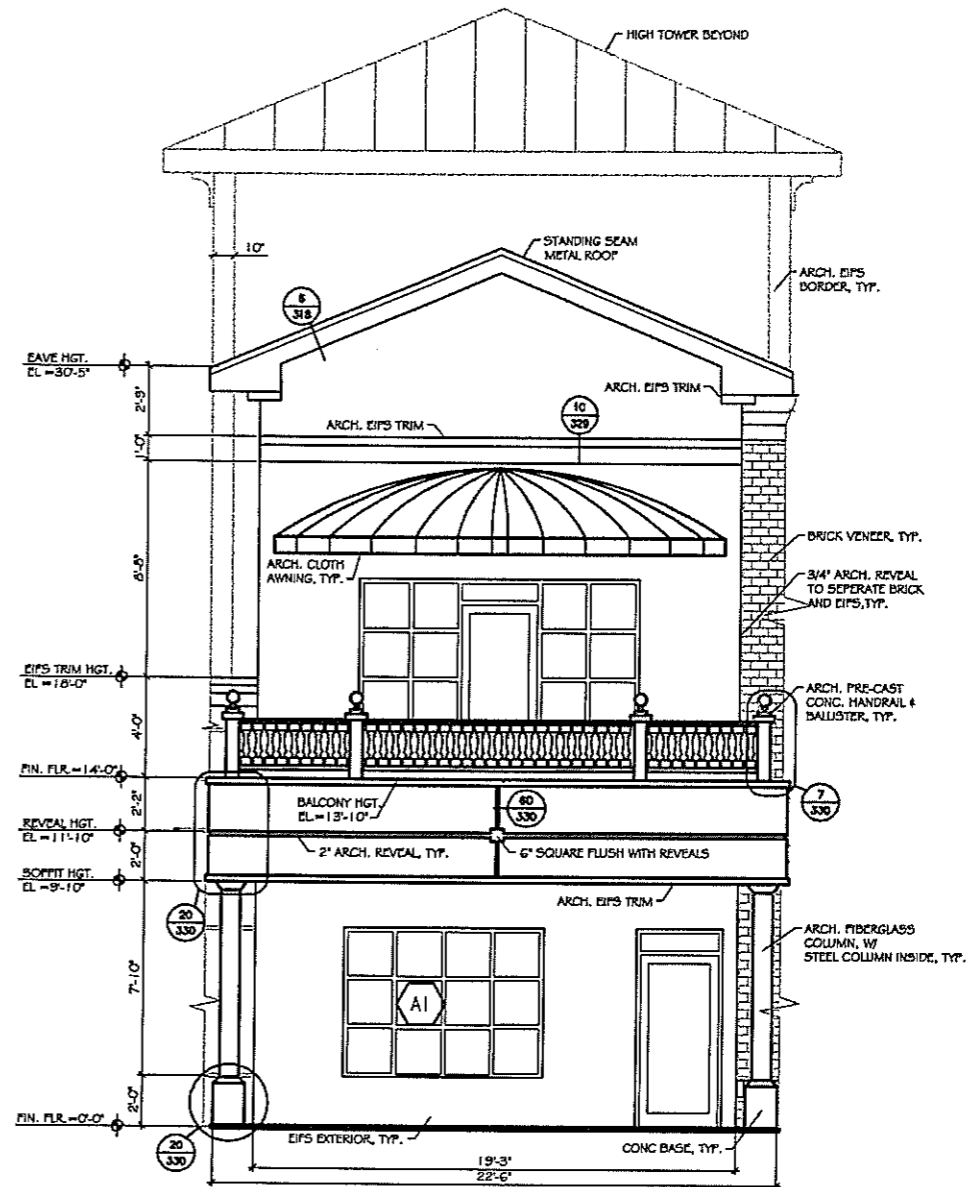 HIGH TOWER BEYOND
10"
STANDING SEAM
METAL ROOF
ARCH. EIFS
BORDER, TYP.
318
EAVE HGT.
EL = 30'-5"
ARCH. EIFS TRIM
2'-9"
10
329
ARCH. EIFS TRIM
1'-0"
BRICK VENEER, TYP.
ARCH. CLOTH
AWNING, TYP.
3/4" ARCH. REVEAL
TO SEPERATE BRICK
AND EIFS,TYP.
8'-8"
EIFS TRIM HGT.
EL = 18'-0"
ARCH. PRE-CAST
CONC. HANDRAIL &
BALUSTER, TYP.
4'-0"
FIN. FLR.=14'-0"
BALCONY HGT.
EL.=13'-10"
60
330
7
330
2'-2"
REVEAL HGT.
EL = 11'-10"
2" ARCH. REVEAL, TYP.
6" SQUARE FLUSH WITH REVEALS
2'-0"
SOFFIT HGT.
EL =9'-10"
ARCH. EIFS TRIM
20
330
ARCH. FIBERGLASS
COLUMN, W/
STEEL COLUMN INSIDE, TYP.
7'-10"
A1
2'-0"
FIN. FLR.=0'-0"
EIFS EXTERIOR, TYP.
CONC BASE, TYP.
20
330
19'-3"
22'-6"